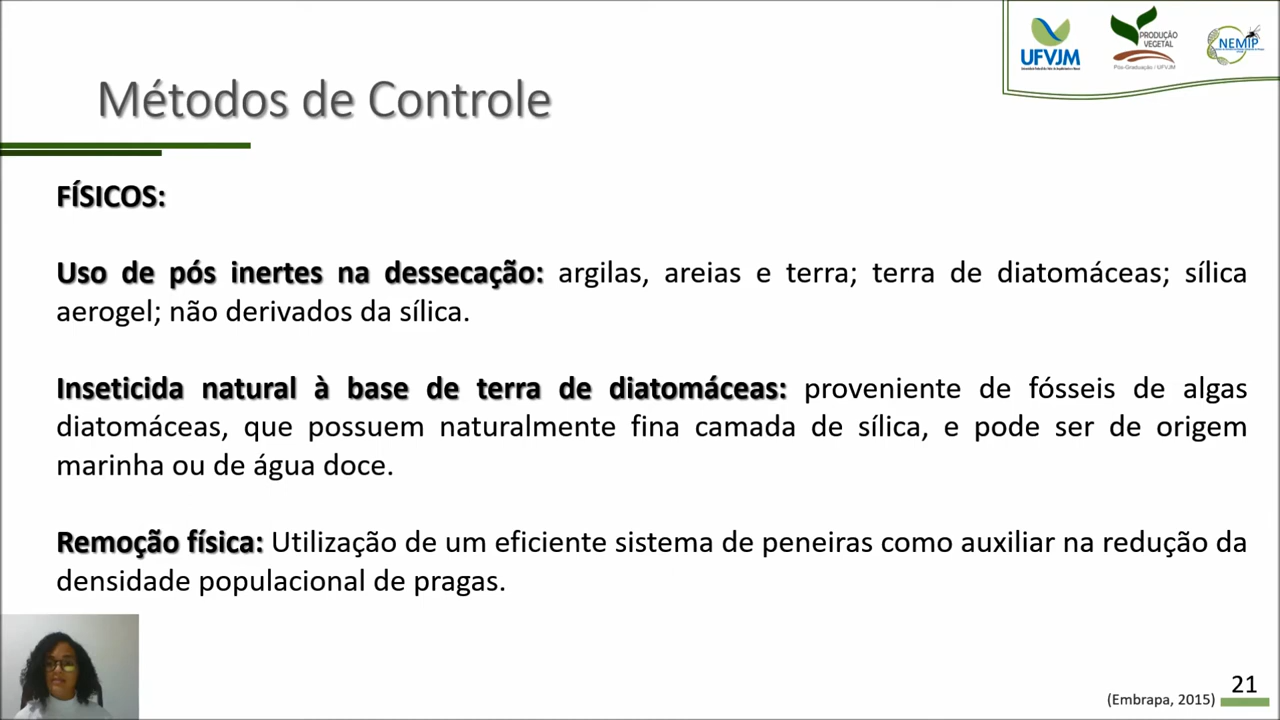 UFVJM
PRODUÇÃO
VEGETAL
Pós-Graduação / UFVJM
NEMIP
Métodos de Controle
FÍSICOS:
Uso de pós inertes na dessecação: argilas, areias e terra; terra de diatomáceas; sílica
aerogel; não derivados da sílica.
Inseticida natural à base de terra de diatomáceas: proveniente de fósseis de algas
diatomáceas, que possuem naturalmente fina camada de sílica, e pode ser de origem
marinha ou de água doce.
Remoção física: Utilização de um eficiente sistema de peneiras como auxiliar na redução da
densidade populacional de pragas.
21
(Embrapa, 2015)